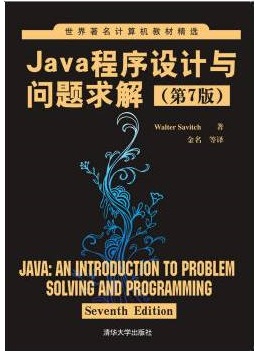 世界著名计算机教材精选
Java程序设计与
问题求解（第7版）
Walter Savitch 著
金名 等译
JAVA: AN INTRODUCTION TO PROBLEM
SOLVING AND PROGRAMMING
Seventh Edition
清华大学出版社